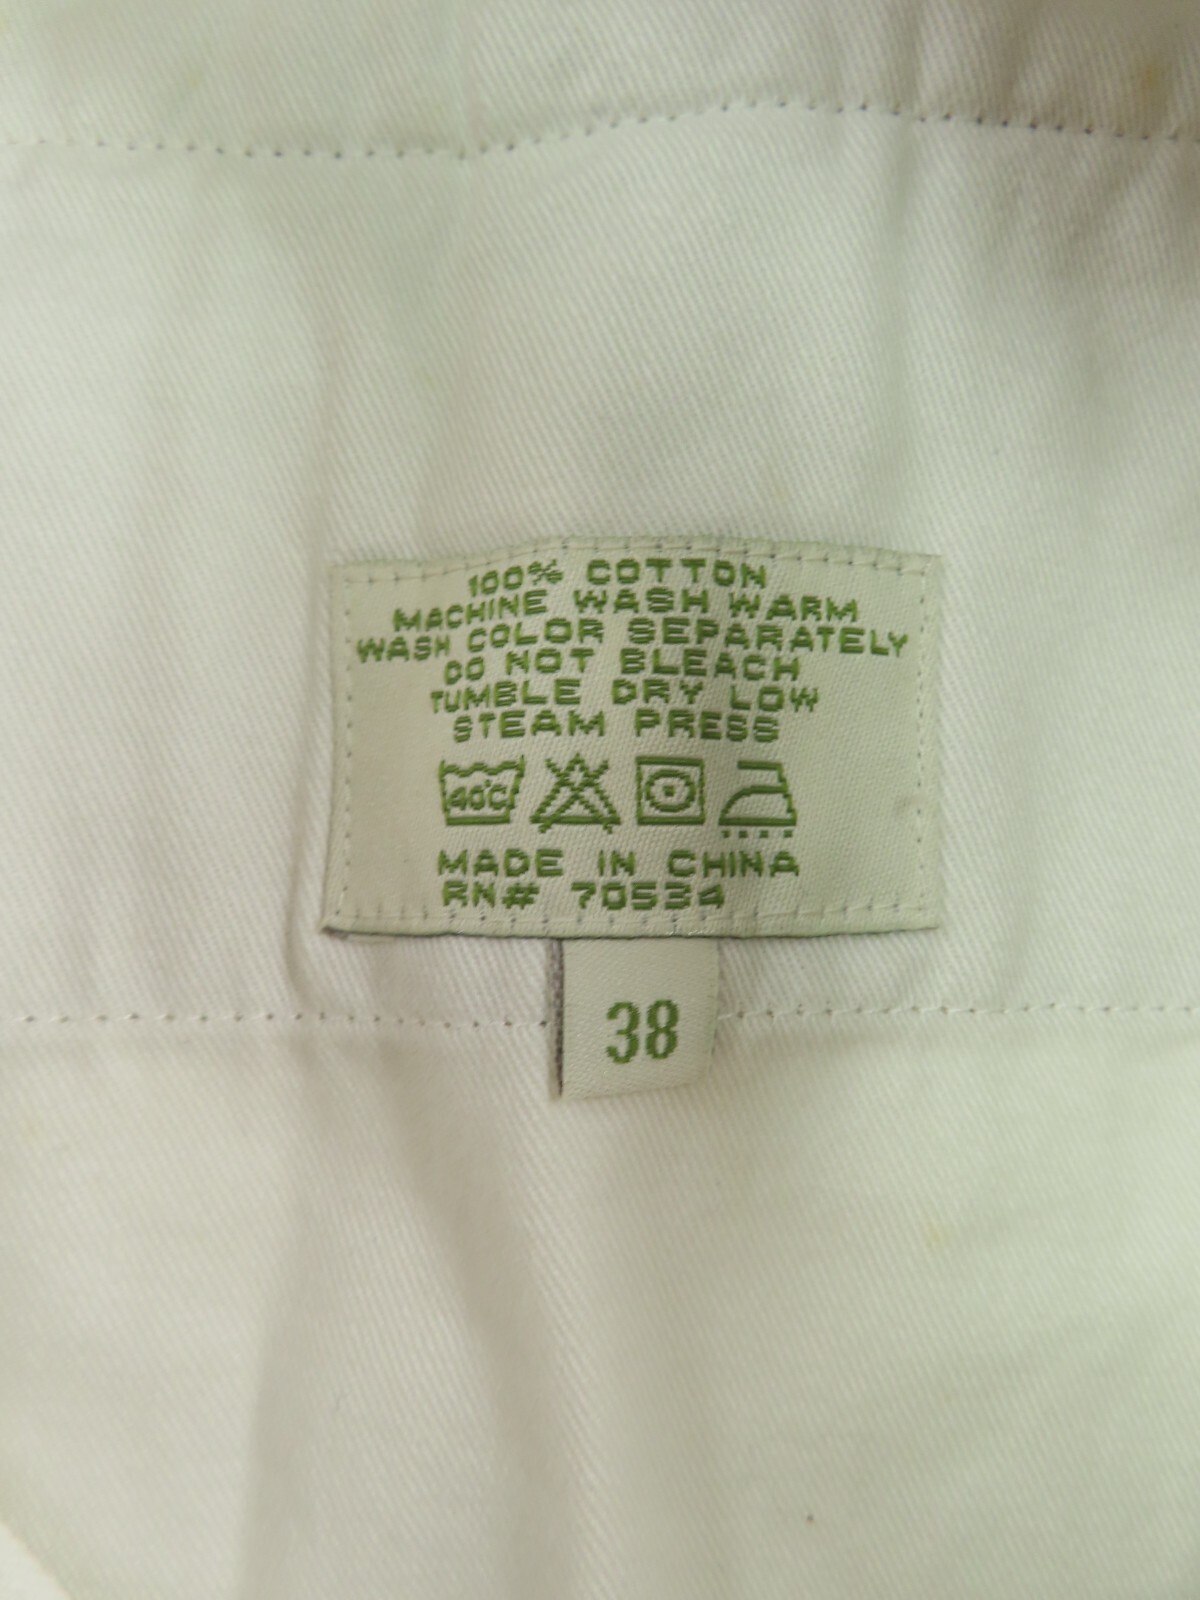 100% COTTON
MACHINE WASH WARM
WASH COLOR SEPARATELY
DO NOT BLEACH
TUMBLE DRY LOW
STEAM PRESS
40°C
MADE IN CHINA
RN# 70534
38